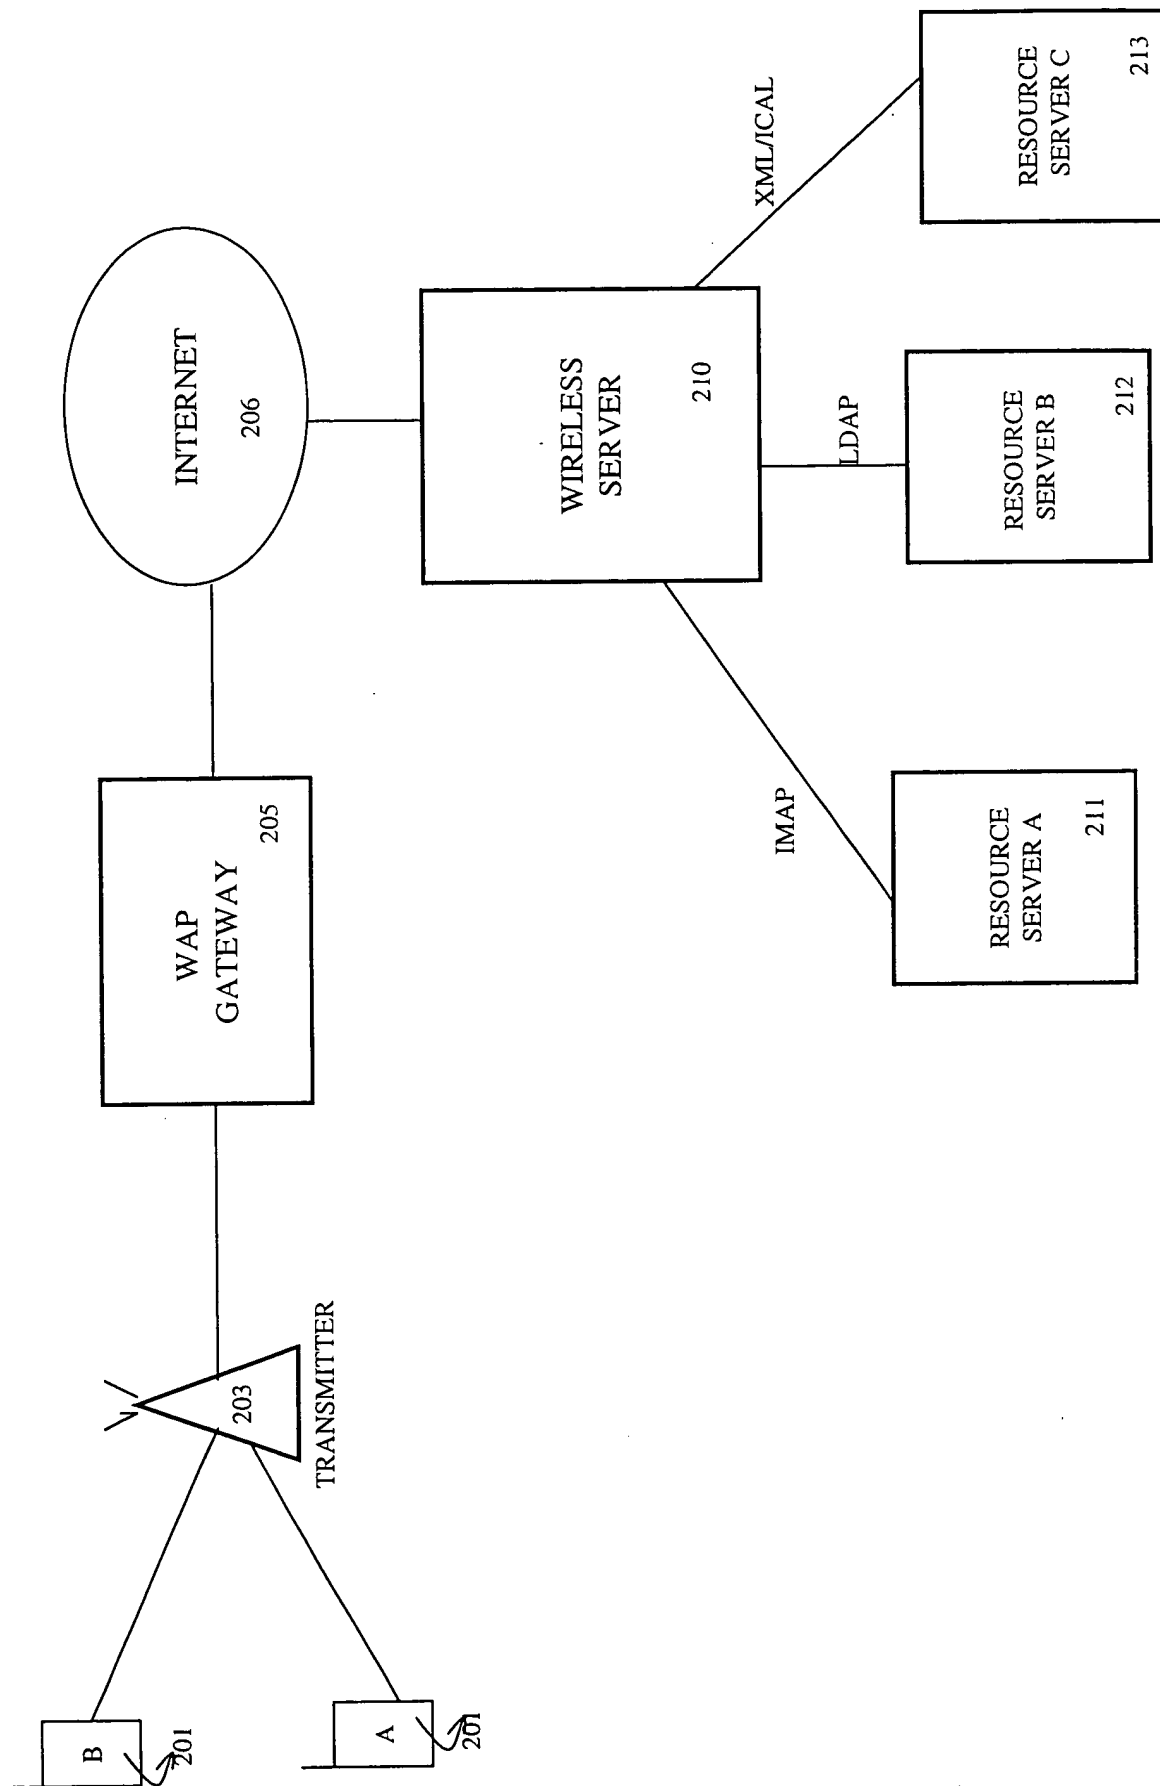 B
201
A
201
203
TRANSMITTER
WAP
GATEWAY
205
INTERNET
206
WIRELESS
SERVER
210
IMAP
LDAP
XML/ICAL
RESOURCE
SERVER A
211
RESOURCE
SERVER B
212
RESOURCE
SERVER C
213